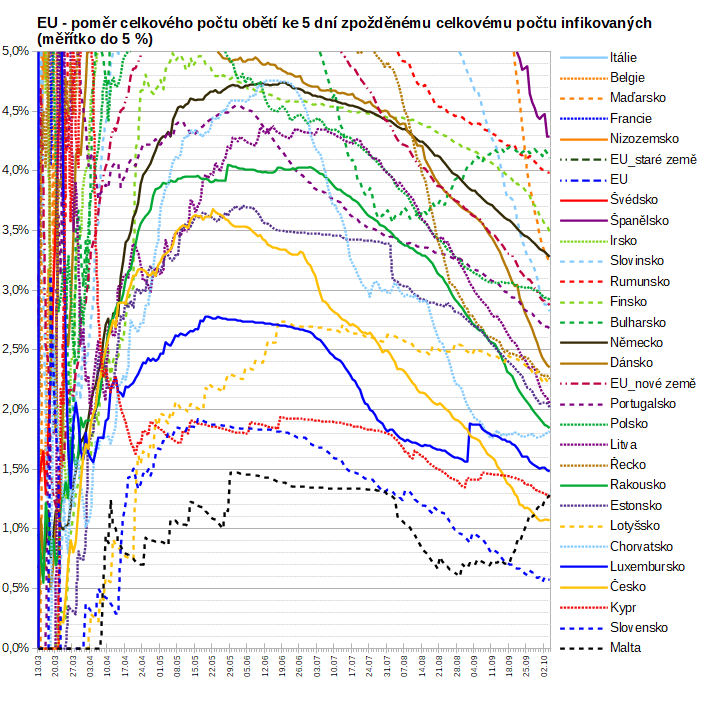 EU - poměr celkového počtu obětí ke 5 dní zpožděnému celkovému počtu infikovaných
(měřítko do 5 %)
5,0%
4,5%
4,0%
3,5%
3,0%
2,5%
2,0%
1,5%
1,0%
0,5%
0,0%
Itálie
Belgie
Maďarsko
Francie
Nizozemsko
EU_staré země
EU
Švédsko
Španělsko
Irsko
Slovinsko
Rumunsko
Finsko
Bulharsko
Německo
Dánsko
EU_nové země
Portugalsko
Polsko
Litva
Řecko
Rakousko
Estonsko
Lotyšsko
Chorvatsko
Luxembursko
Česko
Kypr
Slovensko
Malta
13.03
20.03
27.03
03.04
10.04
17.04
24.04
01.05
08.05
15.05
22.05
29.05
05.06
12.06
19.06
26.06
03.07
10.07
17.07
24.07
31.07
07.08
14.08
21.08
28.08
04.09
11.09
18.09
25.09
02.10